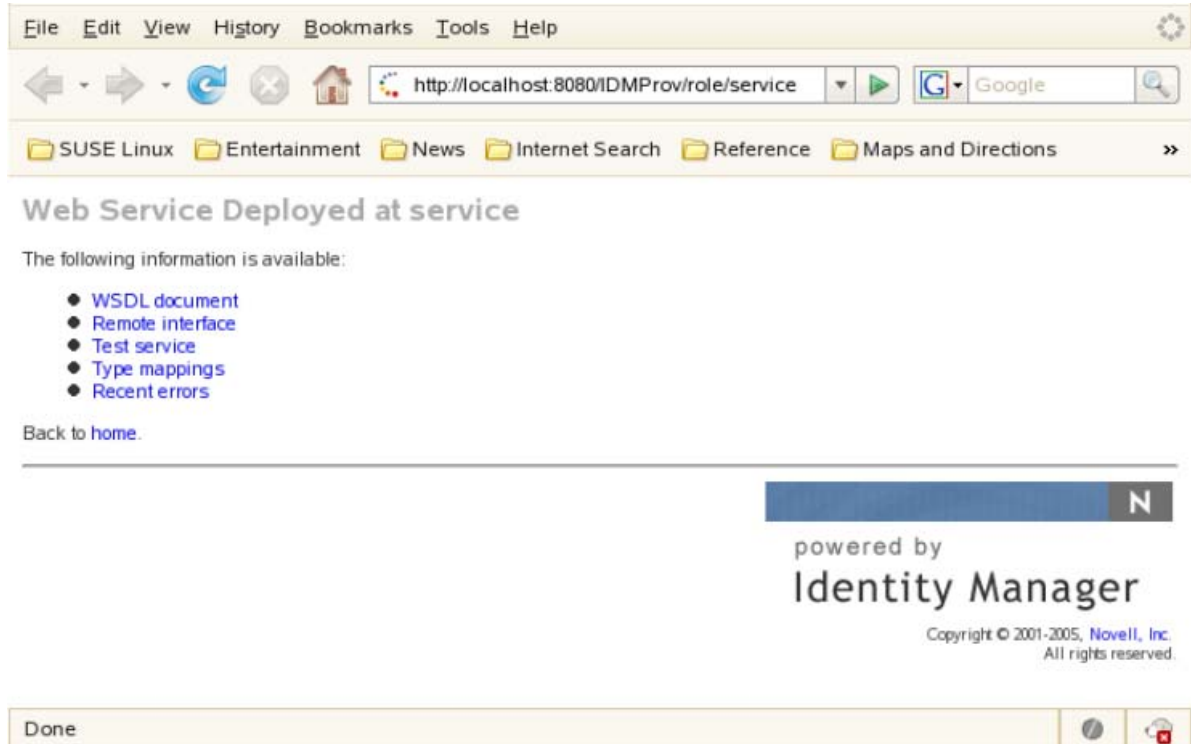 File Edit View History Bookmarks Tools Help
http://localhost:8080/IDMProv/role/service G Google
SUSE Linux Entertainment News Internet Search Reference Maps and Directions »
Web Service Deployed at service
The following information is available:
WSDL document
Remote interface
Test service
Type mappings
Recent errors
Back to home.
N
powered by
Identity Manager
Copyright © 2001-2005, Novell, Inc.
All rights reserved.
Done